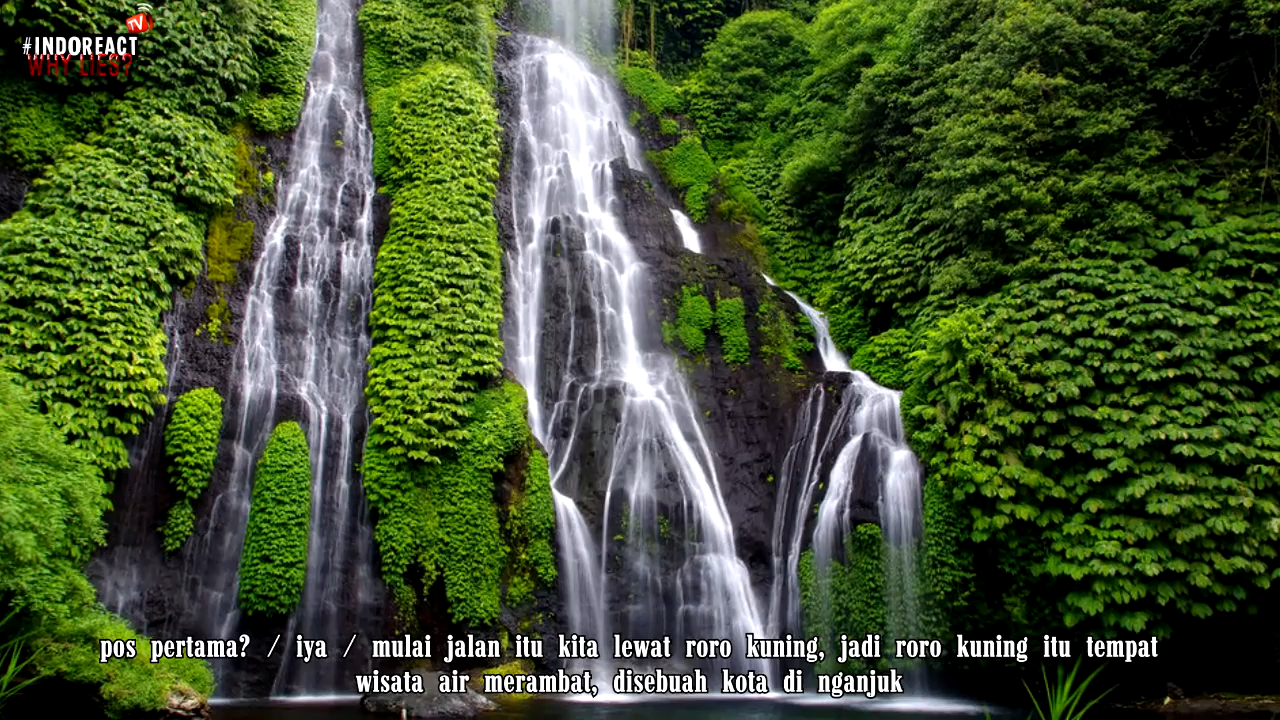 TV
#INDOREACT
WHY LIES?
pos pertama? / iya / mulai jalan itu kita lewat roro kuning, jadi roro kuning itu tempat
wisata air merambat, disebuah kota di nganjuk